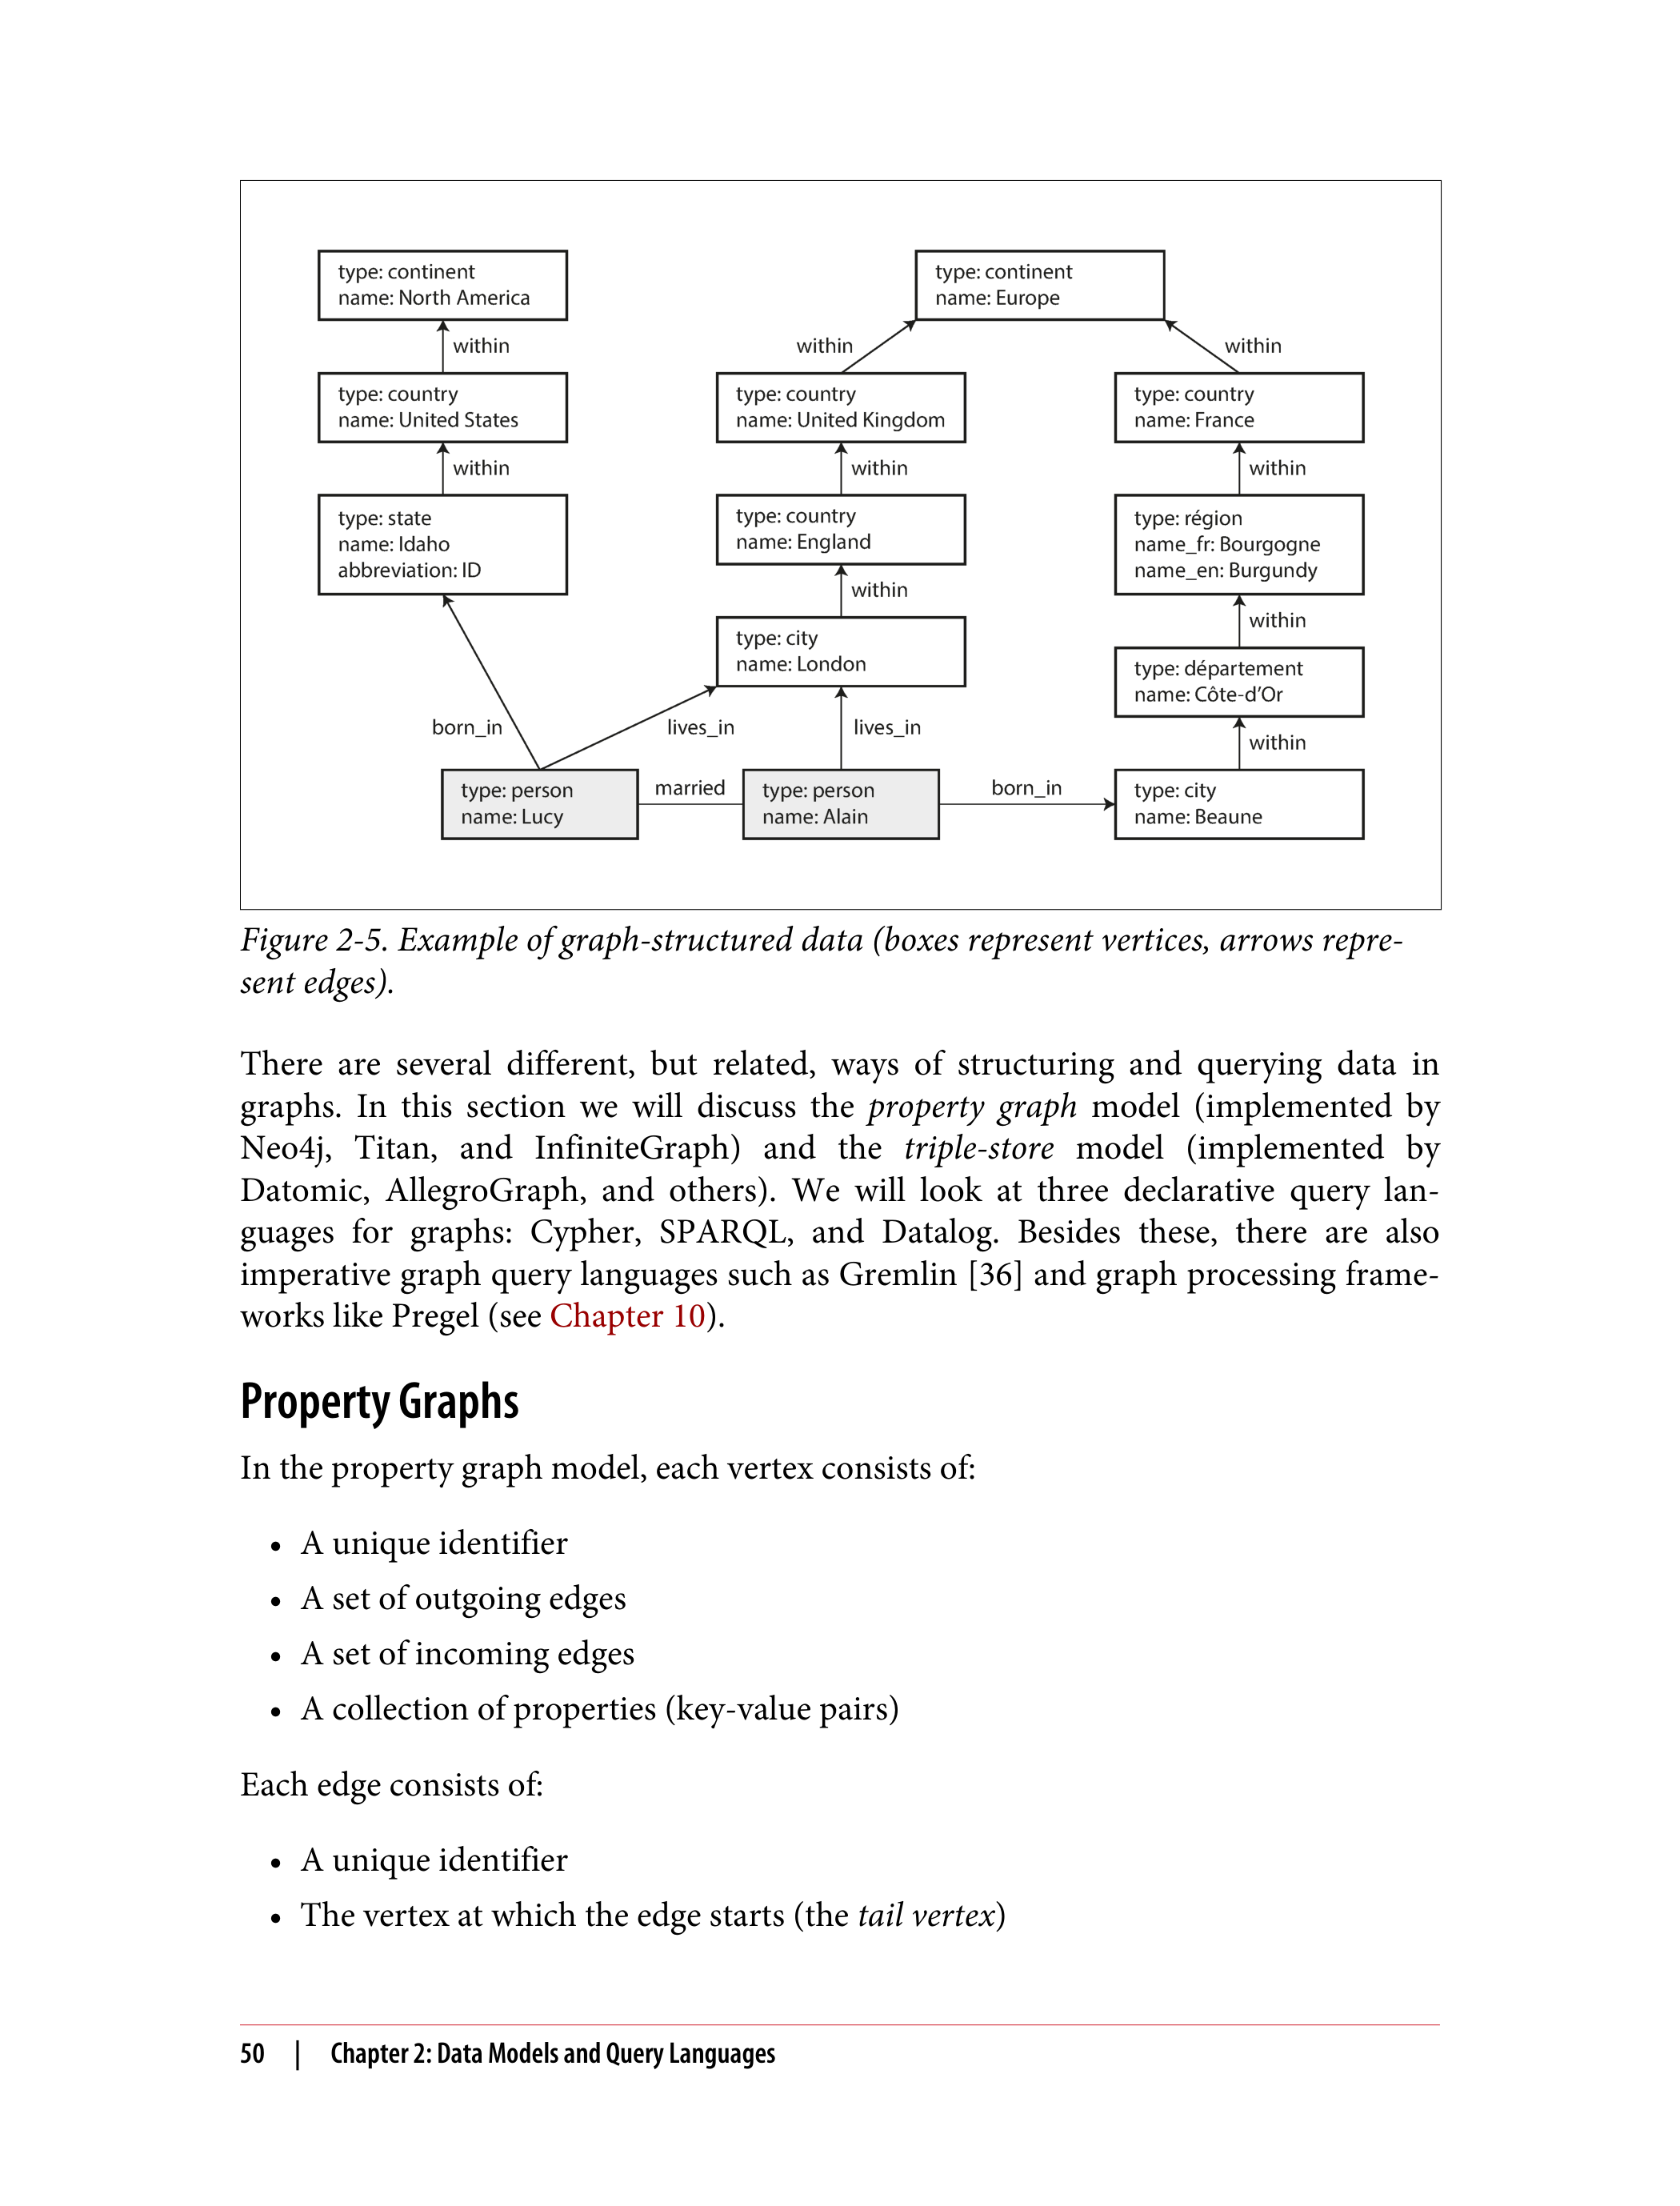 type: continent
name: North America
type: continent
name: Europe
within
within
within
type: country
name: United States
type: country
name: United Kingdom
type: country
name: France
within
within
within
type: state
name: Idaho
abbreviation: ID
type: country
name: England
type: région
name_fr: Bourgogne
name_en: Burgundy
within
within
type: city
name: London
type: département
name: Côte-d’Or
born_in
lives_in
lives_in
within
type: person
name: Lucy
married
type: person
name: Alain
born_in
type: city
name: Beaune
Figure 2-5. Example of graph-structured data (boxes represent vertices, arrows repre-
sent edges).
There are several different, but related, ways of structuring and querying data in
graphs. In this section we will discuss the property graph model (implemented by
Neo4j, Titan, and InfiniteGraph) and the triple-store model (implemented by
Datomic, AllegroGraph, and others). We will look at three declarative query lan-
guages for graphs: Cypher, SPARQL, and Datalog. Besides these, there are also
imperative graph query languages such as Gremlin [36] and graph processing frame-
works like Pregel (see Chapter 10).
Property Graphs
In the property graph model, each vertex consists of:
• A unique identifier
• A set of outgoing edges
• A set of incoming edges
• A collection of properties (key-value pairs)
Each edge consists of:
• A unique identifier
• The vertex at which the edge starts (the tail vertex)
50 | Chapter 2: Data Models and Query Languages